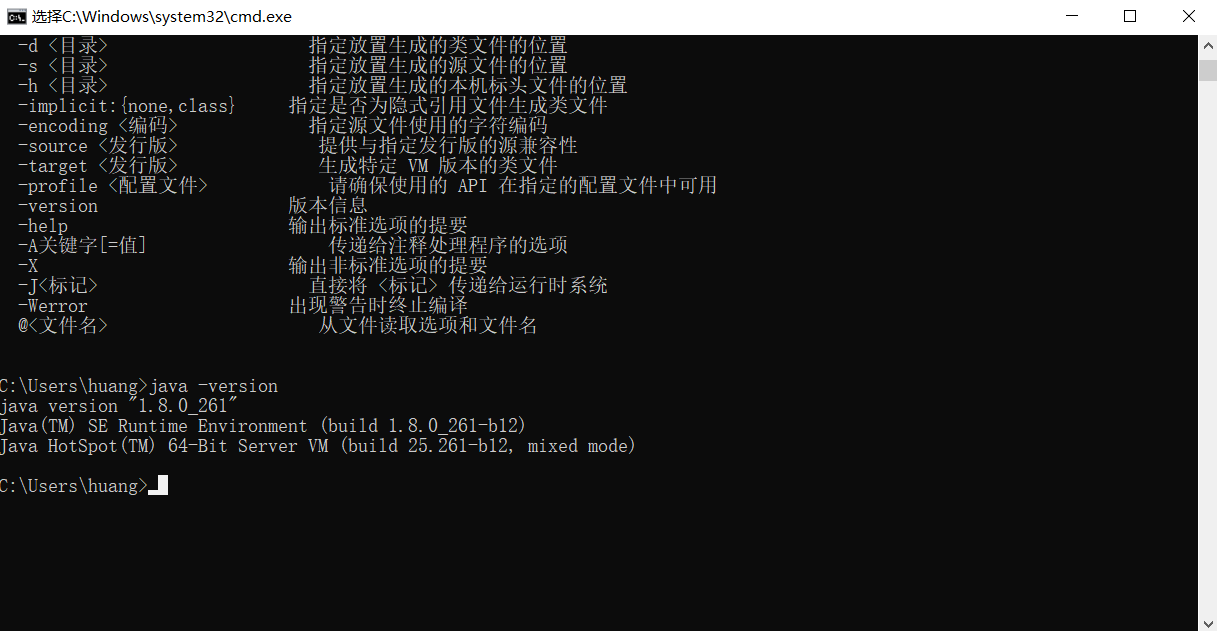 选择C:\Windows\system32\cmd.exe
-d <目录> 指定放置生成的类文件的位置
-s <目录> 指定放置生成的源文件的位置
-h <目录> 指定放置生成的本机标头文件的位置
-implicit:{none,class} 指定是否为隐式引用文件生成类文件
-encoding <编码> 指定源文件使用的字符编码
-source <发行版> 提供与指定发行版的源兼容性
-target <发行版> 生成特定 VM 版本的类文件
-profile <配置文件> 请确保使用的 API 在指定的配置文件中可用
-version 版本信息
-help 输出标准选项的提要
-A关键字[=值] 传递给注释处理程序的选项
-X 输出非标准选项的提要
-J<标记> 直接将 <标记> 传递给运行时系统
-Werror 出现警告时终止编译
@<文件名> 从文件读取选项和文件名
C:\Users\huang>java -version
java version "1.8.0_261"
Java(TM) SE Runtime Environment (build 1.8.0_261-b12)
Java HotSpot(TM) 64-Bit Server VM (build 25.261-b12, mixed mode)
C:\Users\huang>